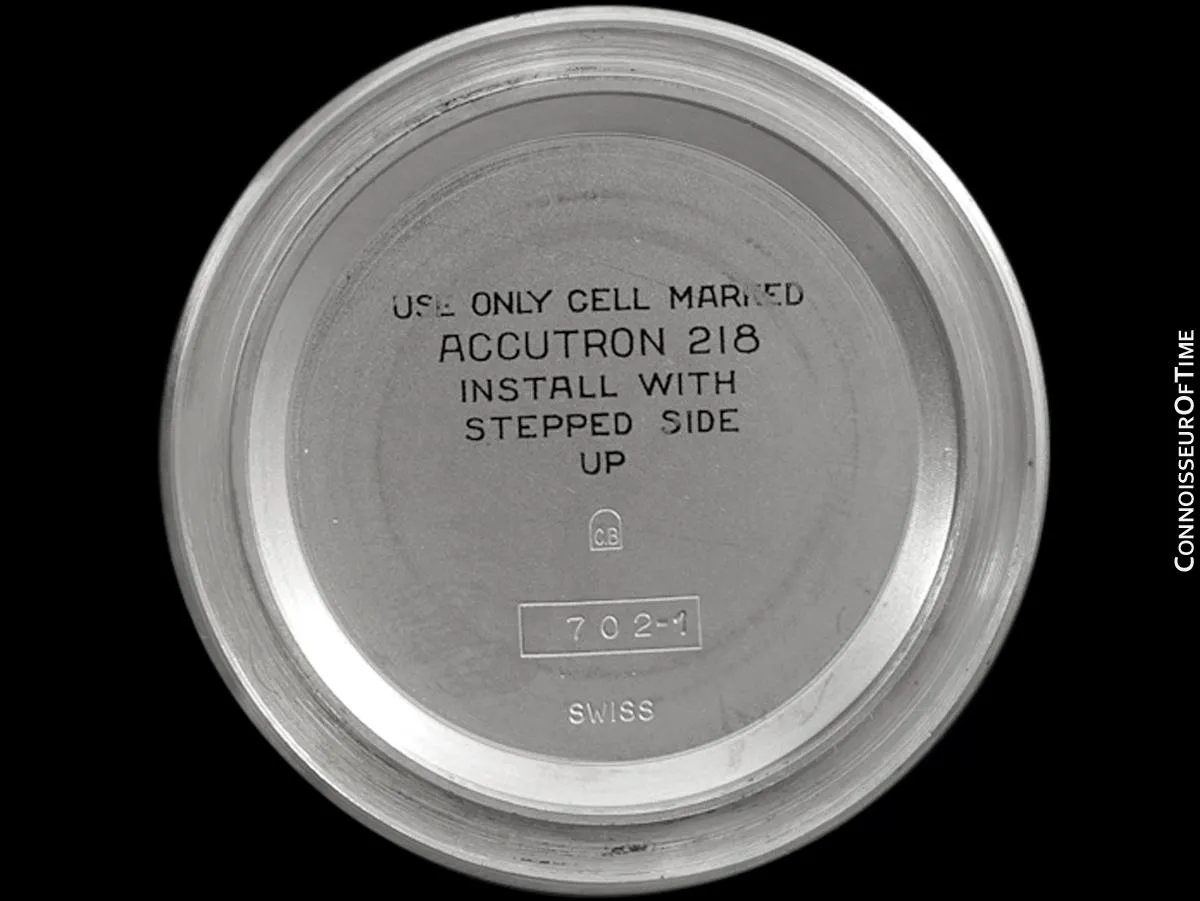 USE ONLY CELL MARKED
ACCUTRON 218
INSTALL WITH
STEPPED SIDE
UP
C.B
702-1
SWISS
CONNOISSEUROFTIME